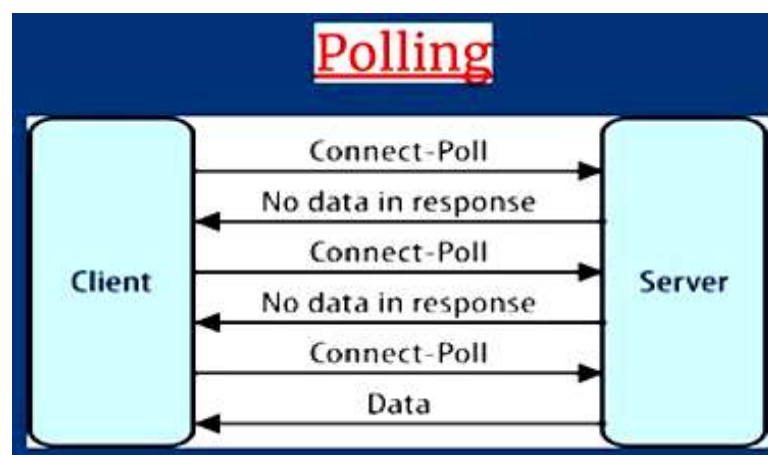 Polling
Connect-Poll
No data in response
Connect-Poll
Client
Server
No data in response
Connect-Poll
Data